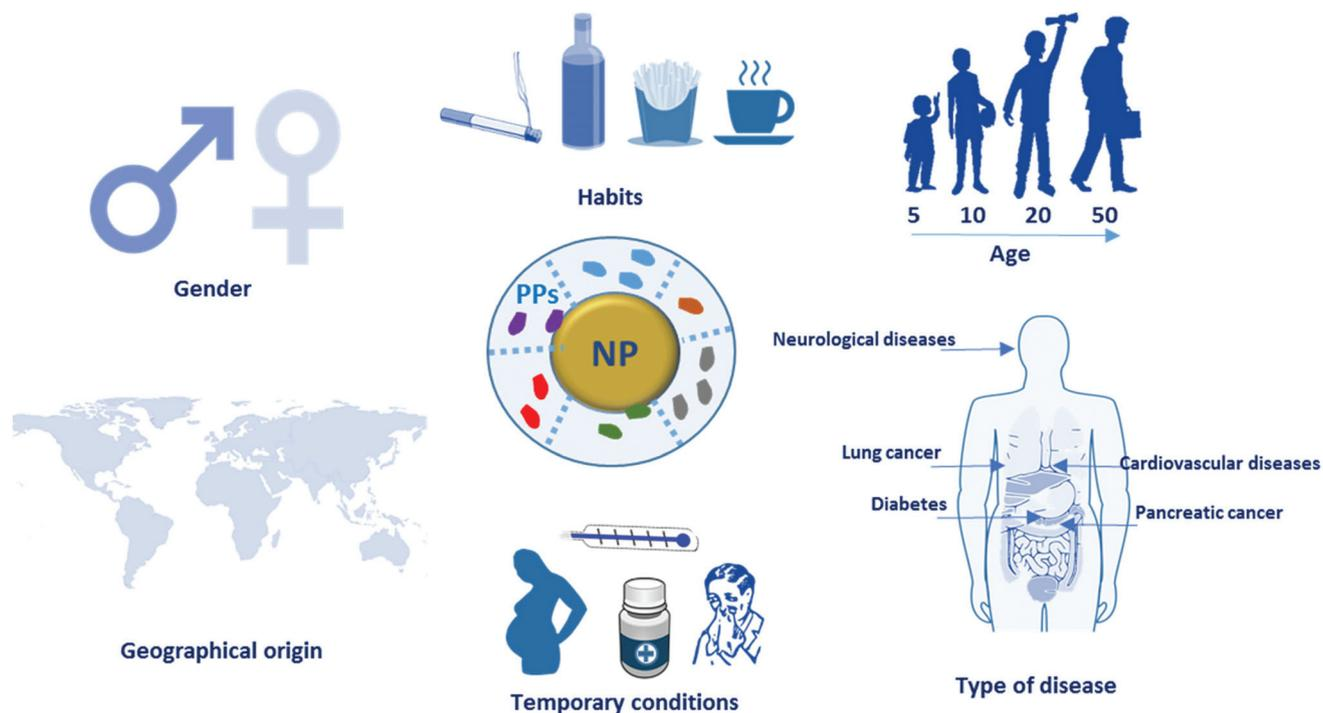 Habits
5 10 20 50
Age
Gender
PPs
NP
Neurological diseases
Lung cancer
Cardiovascular diseases
Diabetes
Pancreatic cancer
Geographical origin
Temporary conditions
Type of disease